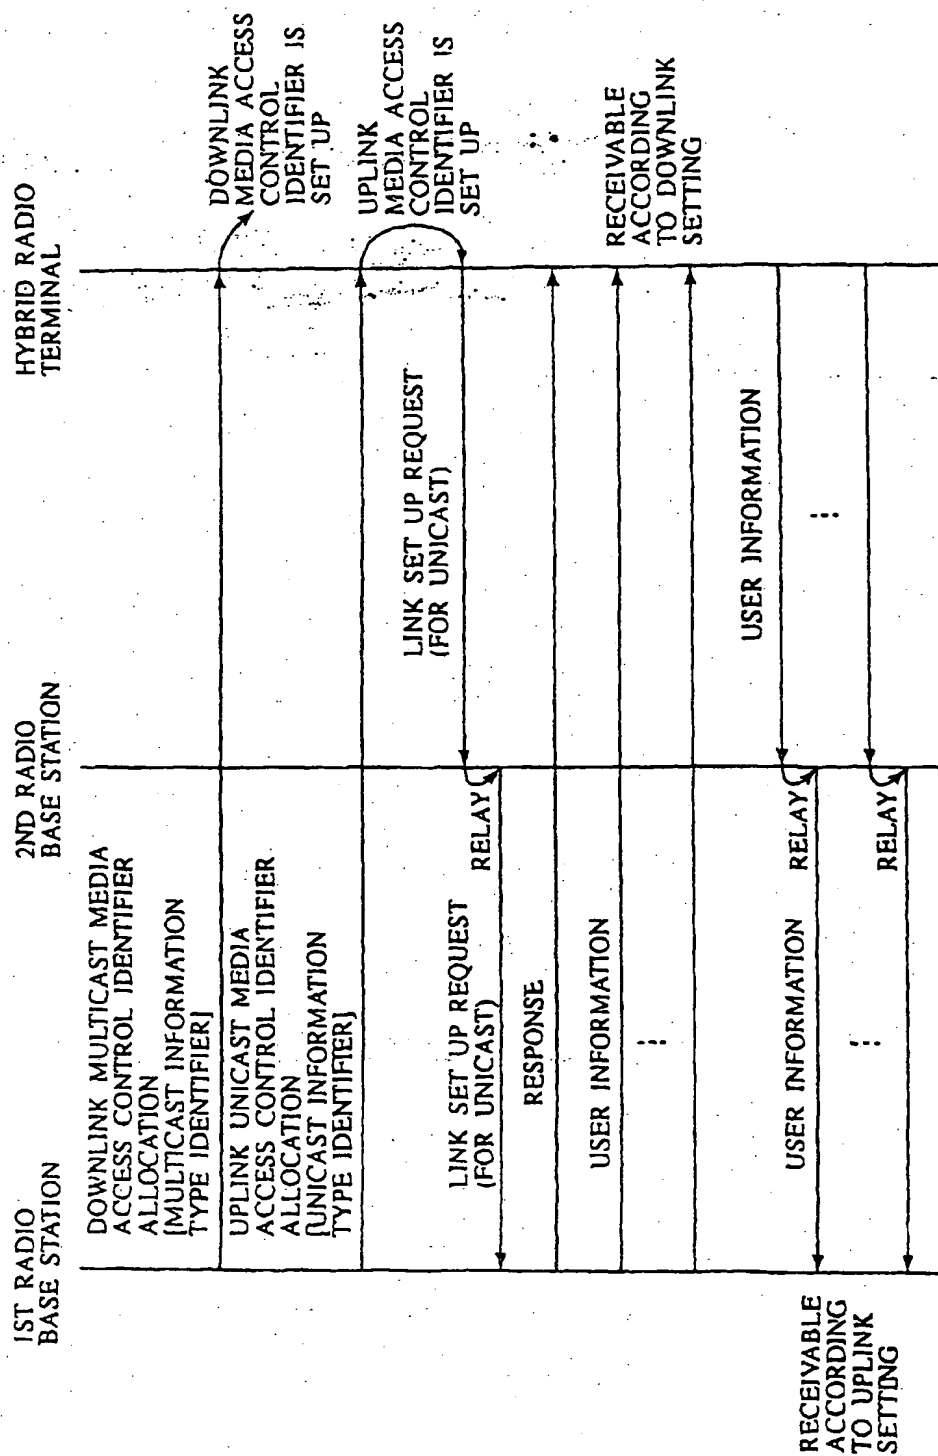 1ST RADIO
BASE STATION
2ND RADIO
BASE STATION
HYBRID RADIO
TERMINAL
DOWNLINK MULTICAST MEDIA
ACCESS CONTROL IDENTIFIER
ALLOCATION
[MULTICAST INFORMATION
TYPE IDENTIFIER]
DOWNLINK
MEDIA ACCESS
CONTROL
IDENTIFIER IS
SET UP
UPLINK UNICAST MEDIA
ACCESS CONTROL IDENTIFIER
ALLOCATION
[UNICAST INFORMATION
TYPE IDENTIFIER]
UPLINK
MEDIA ACCESS
CONTROL
IDENTIFIER IS
SET UP
LINK SET UP REQUEST
(FOR UNICAST)
RELAY
LINK SET UP REQUEST
(FOR UNICAST)
RESPONSE
USER INFORMATION
RECEIVABLE
ACCORDING
TO DOWNLINK
SETTING
USER INFORMATION
RELAY
USER INFORMATION
RELAY
RECEIVABLE
ACCORDING
TO UPLINK
SETTING